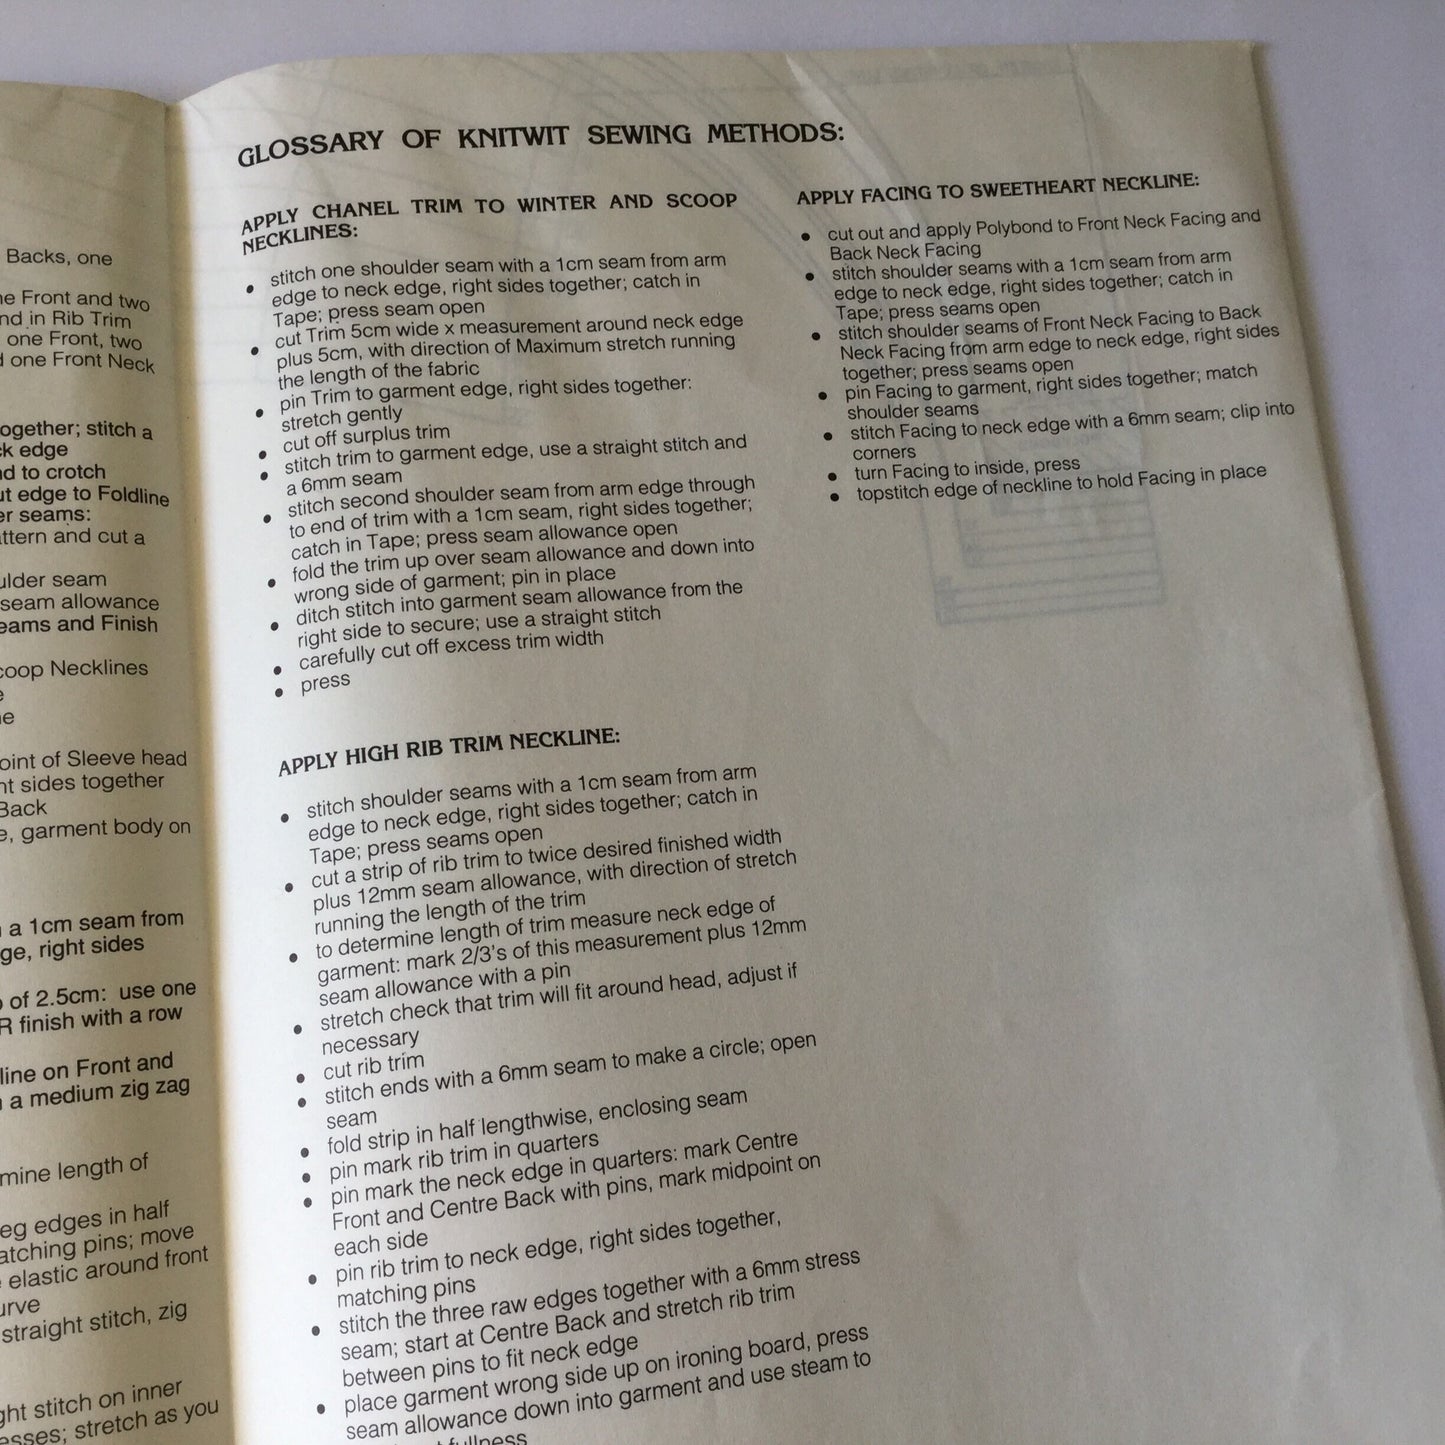 Backs, one
Front and two
in Rib Trim
one Front, two
one Front Neck
together; stitch a
edge
to crotch
edge to Foldline
seams:
pattern and cut a
shoulder seam
seam allowance
seams and Finish
Scoop Necklines
point of Sleeve head
sides together
Back
garment body on
a 1cm seam from
right sides
of 2.5cm: use one
finish with a row
line on Front and
a medium zig zag
length of
leg edges in half
matching pins; move
elastic around front
curve
straight stitch, zig
stitch on inner
stretch as you
GLOSSARY OF KNITWIT SEWING METHODS:
APPLY CHANEL TRIM TO WINTER AND SCOOP
NECKLINES:
• stitch one shoulder seam with a 1cm seam from arm
edge to neck edge, right sides together; catch in
Tape; press seam open
• cut Trim 5cm wide x measurement around neck edge
plus 5cm, with direction of Maximum stretch running
the length of the fabric
• pin Trim to garment edge, right sides together:
stretch gently
• cut off surplus trim
• stitch trim to garment edge, use a straight stitch and
a 6mm seam
• stitch second shoulder seam from arm edge through
to end of trim with a 1cm seam, right sides together;
catch in Tape; press seam allowance open
• fold the trim up over seam allowance and down into
wrong side of garment; pin in place
• ditch stitch into garment seam allowance from the
right side to secure; use a straight stitch
• carefully cut off excess trim width
• press
APPLY HIGH RIB TRIM NECKLINE:
• stitch shoulder seams with a 1cm seam from arm
edge to neck edge, right sides together; catch in
Tape; press seams open
• cut a strip of rib trim to twice desired finished width
plus 12mm seam allowance, with direction of stretch
running the length of the trim
• to determine length of trim measure neck edge of
garment: mark 2/3's of this measurement plus 12mm
seam allowance with a pin
• stretch check that trim will fit around head, adjust if
necessary
• cut rib trim
• stitch ends with a 6mm seam to make a circle; open
seam
• fold strip in half lengthwise, enclosing seam
• pin mark rib trim in quarters
• pin mark the neck edge in quarters: mark Centre
Front and Centre Back with pins, mark midpoint on
each side
• pin rib trim to neck edge, right sides together,
matching pins
• stitch the three raw edges together with a 6mm stress
seam; start at Centre Back and stretch rib trim
between pins to fit neck edge
• place garment wrong side up on ironing board, press
seam allowance down into garment and use steam to
fullness
APPLY FACING TO SWEETHEART NECKLINE:
• cut out and apply Polybond to Front Neck Facing and
Back Neck Facing
• stitch shoulder seams with a 1cm seam from arm
edge to neck edge, right sides together; catch in
Tape; press seams open
• stitch shoulder seams of Front Neck Facing to Back
Neck Facing from arm edge to neck edge, right sides
together; press seams open
• pin Facing to garment, right sides together; match
shoulder seams
• stitch Facing to neck edge with a 6mm seam; clip into
corners
• turn Facing to inside, press
• topstitch edge of neckline to hold Facing in place